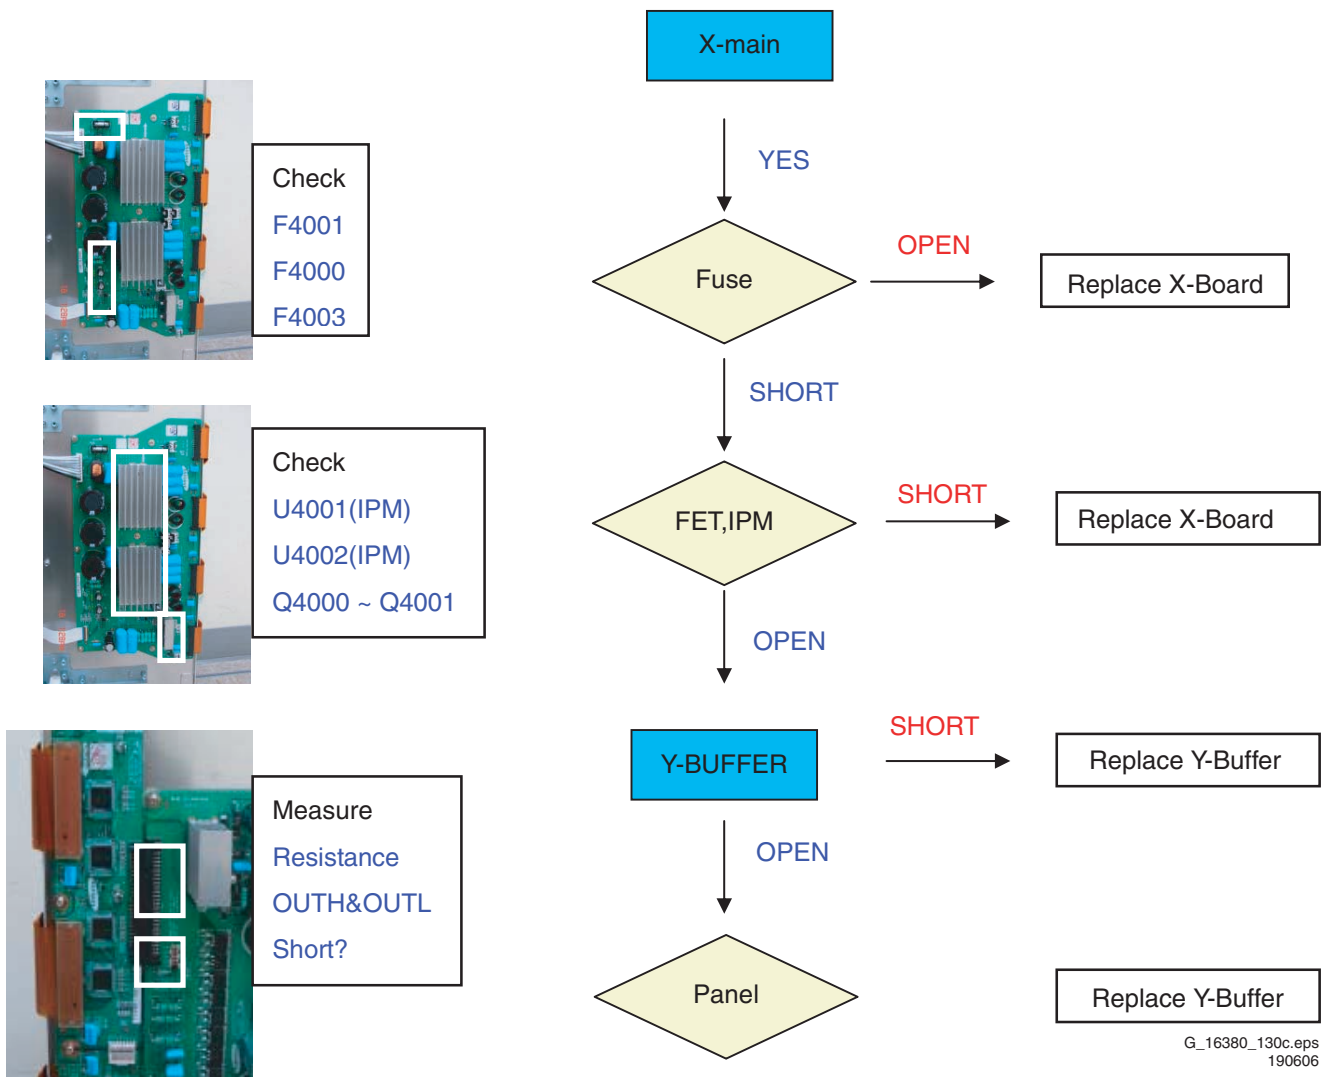 X-main
YES
Check
F4001
F4000
F4003
Fuse
OPEN
Replace X-Board
SHORT
Check
U4001(IPM)
U4002(IPM)
Q4000 ~ Q4001
FET,IPM
SHORT
Replace X-Board
OPEN
Y-BUFFER
SHORT
Replace Y-Buffer
Measure
Resistance
OUTH&OUTL
Short?
OPEN
Panel
Replace Y-Buffer
G_16380_130c.eps
190606